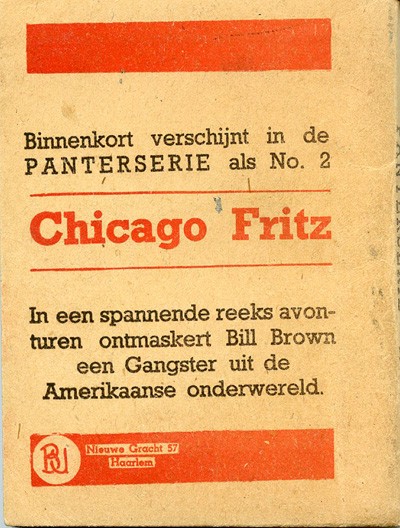 Binnenkort verschijnt in de
PANTERSERIE als No. 2
Chicago Fritz
In een spannende reeks avon-
turen ontmaskert Bill Brown
een Gangster uit de
Amerikaanse onderwereld.
Nieuwe Gracht 57
Haarlem